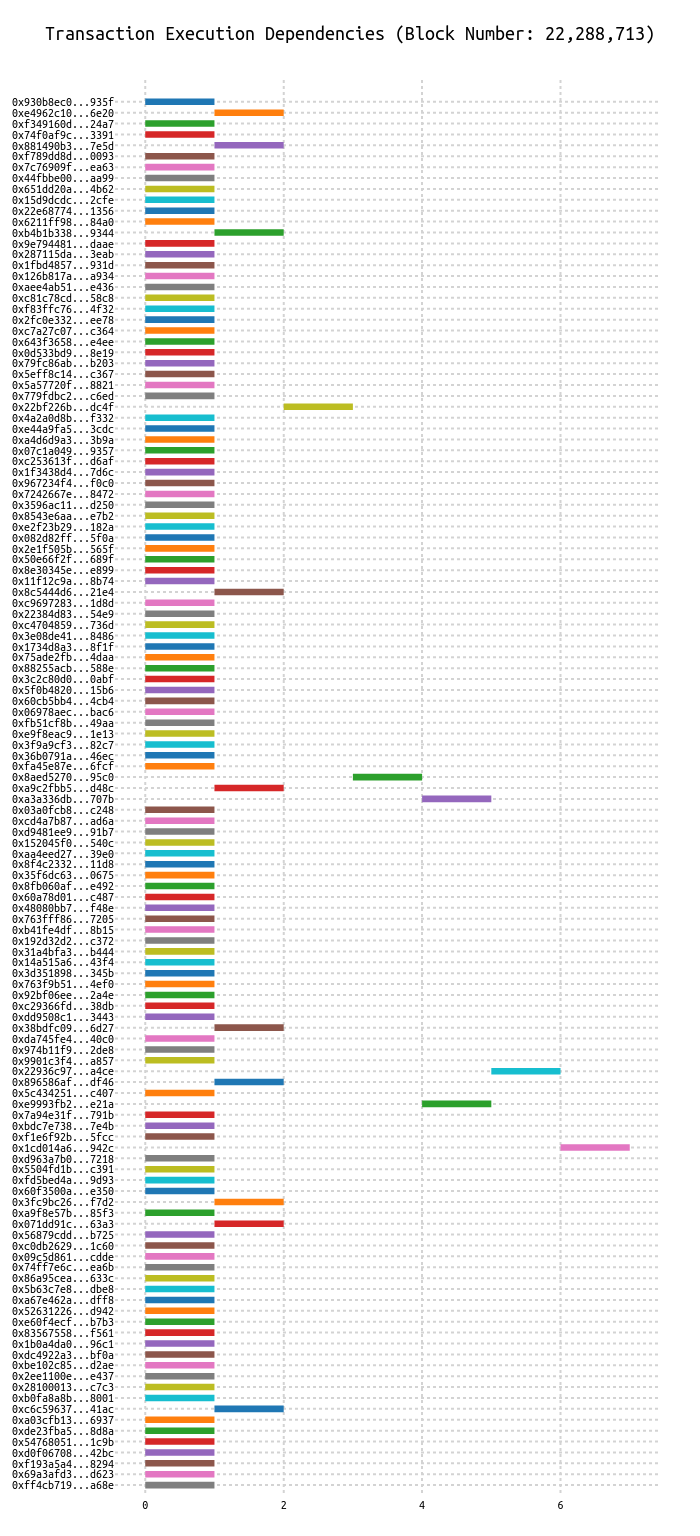 Transaction Execution Dependencies (Block Number: 22,288,713)
0x930b8ec0...935f
0xe4962c10...6e20
0xf349160d...24a7
0x74f0af9c...3391
0x881490b3...7e5d
0xf789dd8d...0093
0x7c76909f...ea63
0x44fbbe00...aa99
0x651dd20a...4b62
0x15d9dcdc...2cfe
0x22e68774...1356
0x6211ff98...84a0
0xb4b1b338...9344
0x9e794481...daae
0x287115da...3eab
0x1fbd4857...931d
0x126b817a...a934
0xaee4ab51...e436
0xc81c78cd...58c8
0xf83ffc76...4f32
0x2fc0e332...ee78
0xc7a27c07...c364
0x643f3658...e4ee
0x0d533bd9...8e19
0x79fc86ab...b203
0x5eff8c14...c367
0x5a57720f...8821
0x779fdbc2...c6ed
0x22bf226b...dc4f
0x4a2a0d8b...f332
0xe44a9fa5...3cdc
0xa4d6d9a3...3b9a
0x07c1a049...9357
0xc253613f...d6af
0x1f3438d4...7d6c
0x967234f4...f0c0
0x7242667e...8472
0x3596ac11...d250
0x8543e6aa...e7b2
0xe2f23b29...182a
0x082d82ff...5f0a
0x2e1f505b...565f
0x50e66f2f...689f
0x8e30345e...e899
0x11f12c9a...8b74
0x8c5444d6...21e4
0xc9697283...1d8d
0x22384d83...54e9
0xc4704859...736d
0x3e08de41...8486
0x1734d8a3...8f1f
0x75ade2fb...4daa
0x88255acb...588e
0x3c2c80d0...0abf
0x5f0b4820...15b6
0x60cb5bb4...4cb4
0x06978aec...bac6
0xfb51cf8b...49aa
0xe9f8eac9...1e13
0x3f9a9cf3...82c7
0x36b0791a...46ec
0xfa45e87e...6fcf
0x8aed5270...95c0
0xa9c2fbb5...d48c
0xa3a336db...707b
0x03a0fcb8...c248
0xcd4a7b87...ad6a
0xd9481ee9...91b7
0x152045f0...540c
0xaa4eed27...39e0
0x8f4c2332...11d8
0x35f6dc63...0675
0x8fb060af...e492
0x60a78d01...c487
0x48080bb7...f48e
0x763fff86...7205
0xb41fe4df...8b15
0x192d32d2...c372
0x31a4bfa3...b444
0x14a515a6...43f4
0x3d351898...345b
0x763f9b51...4ef0
0x92bf06ee...2a4e
0xc29366fd...38db
0xdd9508c1...3443
0x38bdfc09...6d27
0xda745fe4...40c0
0x974b11f9...2de8
0x9901c3f4...a857
0x22936c97...a4ce
0x896586af...df46
0x5c434251...c407
0xe9993fb2...e21a
0x7a94e31f...791b
0xbdc7e738...7e4b
0xf1e6f92b...5fcc
0x1cd014a6...942c
0xd963a7b0...7218
0x5504fd1b...c391
0xfd5bed4a...9d93
0x60f3500a...e350
0x3fc9bc26...f7d2
0xa9f8e57b...85f3
0x071dd91c...63a3
0x56879cdd...b725
0xc0db2629...1c60
0x09c5d861...cdde
0x74ff7e6c...ea6b
0x86a95cea...633c
0x5b63c7e8...dbe8
0xa67e462a...dff8
0x52631226...d942
0xe60f4ecf...b7b3
0x83567558...f561
0x1b0a4da0...96c1
0xdc4922a3...bf0a
0xbe102c85...d2ae
0x2ee1100e...e437
0x28100013...c7c3
0xb0fa8a8b...8001
0xc6c59637...41ac
0xa03cfb13...6937
0xde23fba5...8d8a
0x54768051...1c9b
0xd0f06708...42bc
0xf193a5a4...8294
0x69a3afd3...d623
0xff4cb719...a68e
0 2 4 6